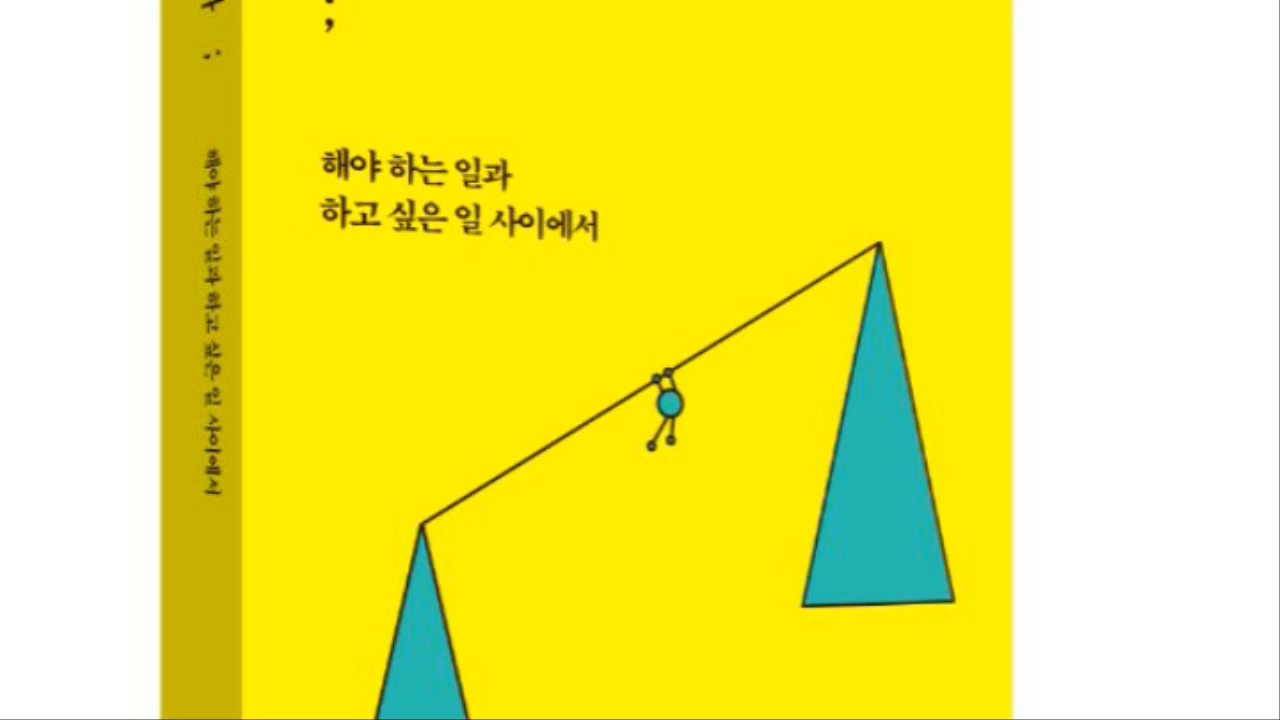 ;
해야 하는 일과
하고 싶은 일 사이에서
;
해야 하는 일과 하고 싶은 일 사이에서